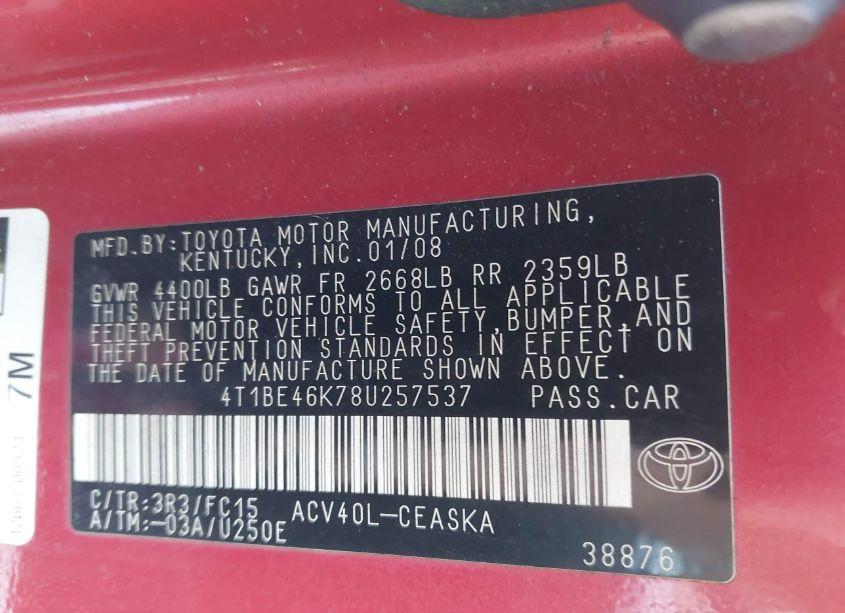 MFD.BY:TOYOTA MOTOR MANUFACTURING,
KENTUCKY,INC.01/08
GVWR 4400LB GAWR FR 2668LB RR 2359LB
THIS VEHICLE CONFORMS TO ALL APPLICABLE
FEDERAL MOTOR VEHICLE SAFETY,BUMPER,AND
THEFT PREVENTION STANDARDS IN EFFECT ON
THE DATE OF MANUFACTURE SHOWN ABOVE.
4T1BE46K78U257537 PASS.CAR
C/TR:3R3/FC15 ACV40L-CEASKA
A/TM:-03A/U250E
38876
7M